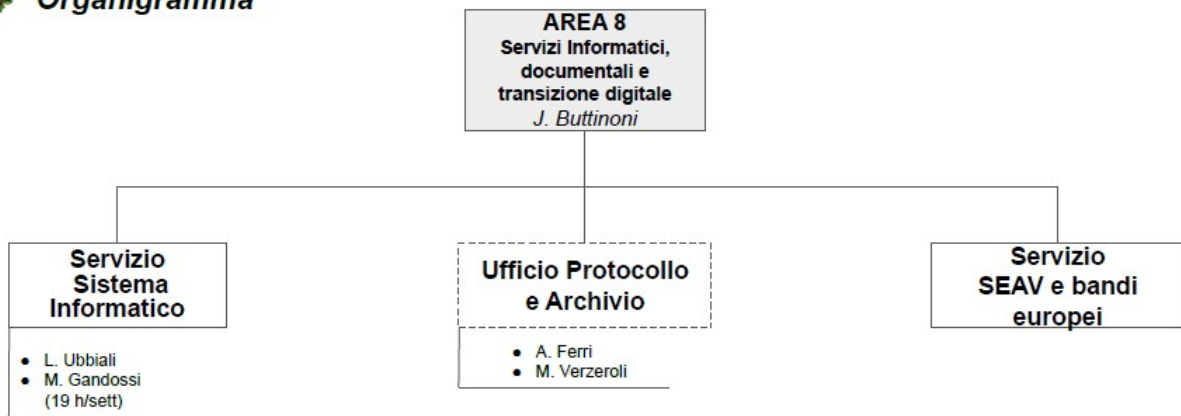 Organigramma
AREA 8
Servizi Informatici,
documentali e
transizione digitale
J. Buttinoni
Servizio
Sistema
Informatico
Ufficio Protocollo
e Archivio
Servizio
SEAV e bandi
europei
● L. Ubbiali
● M. Gandossi
(19 h/sett)
● A. Ferri
● M. Verzeroli